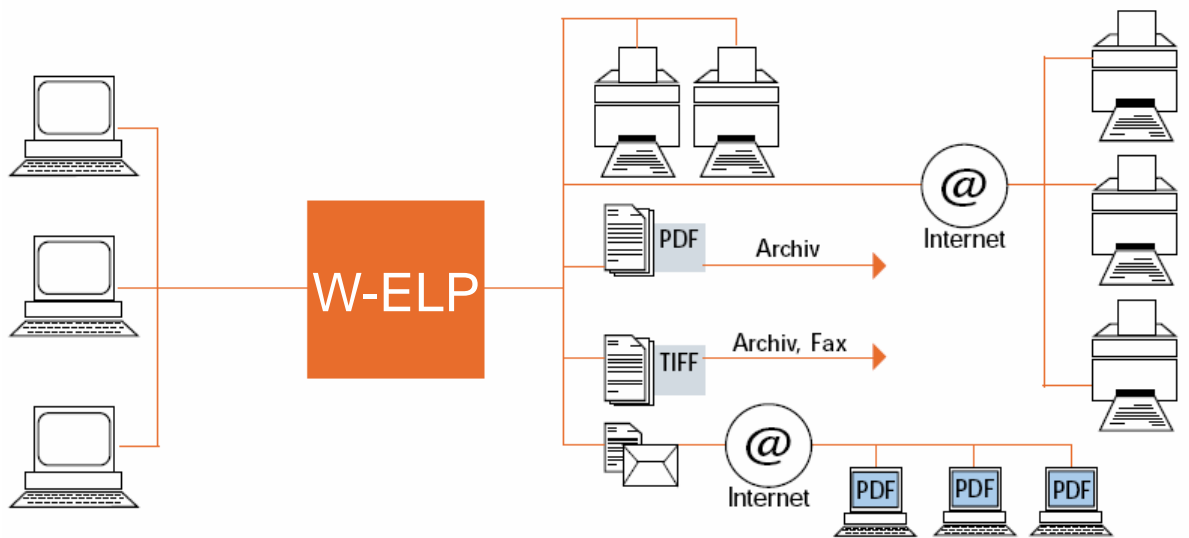 @
Internet
PDF
Archiv
W-ELP
TIFF
Archiv, Fax
@
Internet
PDF
PDF
PDF